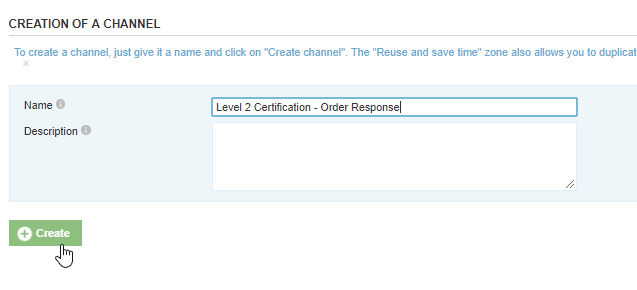 CREATION OF A CHANNEL
To create a channel, just give it a name and click on "Create channel". The "Reuse and save time" zone also allows you to duplicat
×
Name
Level 2 Certification - Order Response
Description
Create